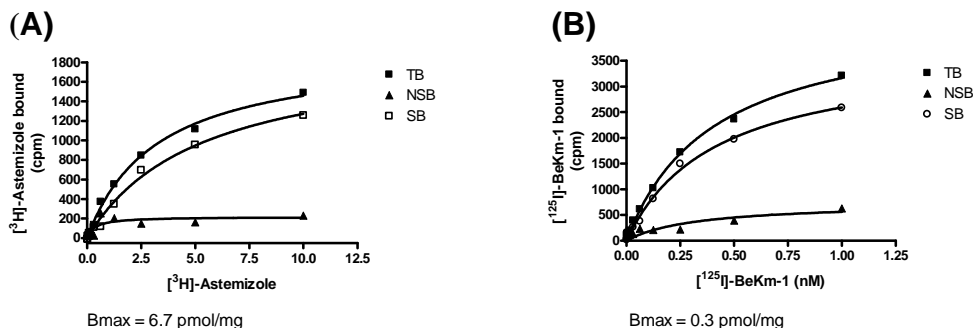 (A)
[³H]-Astemizole bound
(cpm)
1800
1600
1400
1200
1000
800
600
400
200
0
0.0
2.5
5.0
7.5
10.0
12.5
[³H]-Astemizole
TB
NSB
SB
Bmax = 6.7 pmol/mg
(B)
[¹²⁵I]-BeKm-1 bound
(cpm)
3500
3000
2500
2000
1500
1000
500
0
0.00
0.25
0.50
0.75
1.00
1.25
[¹²⁵I]-BeKm-1 (nM)
TB
NSB
SB
Bmax = 0.3 pmol/mg